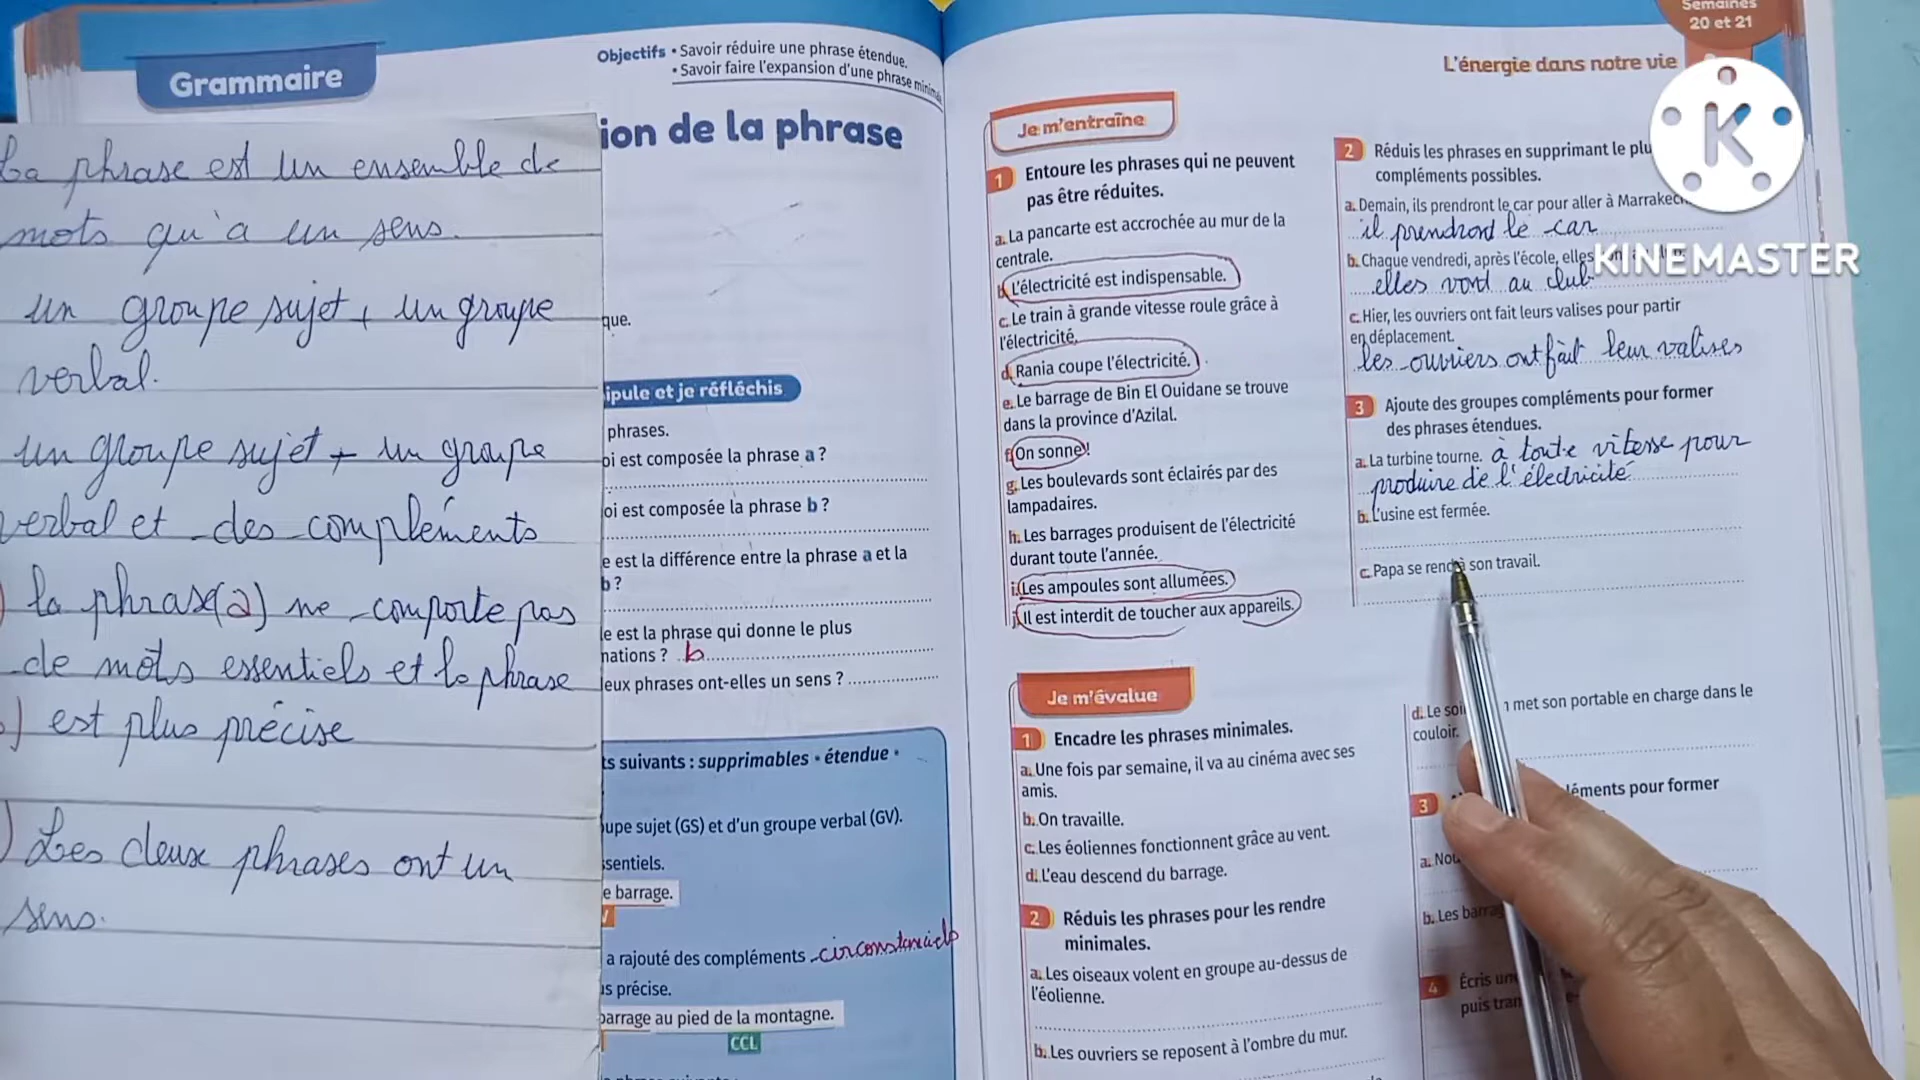 Grammaire
Objectifs • Savoir réduire une phrase étendue.
• Savoir faire l'expansion d'une phrase
ion de la phrase
La phrase est un ensemble de
mots qu'a un sens.
un groupe sujet + un groupe
verbal.
un groupe sujet + un groupe
verbal et des compléments
la phras(a) ne comporte pas
de mots essentiels et la phrase
) est plus précise
) Les deux phrases ont un
sens.
que.
ipule et je réfléchis
phrases.
oi est composée la phrase a ?
oi est composée la phrase b ?
e est la différence entre la phrase a et la
b ?
e est la phrase qui donne le plus
nations ? b
eux phrases ont-elles un sens ?
ts suivants : supprimables • étendue •
upe sujet (GS) et d'un groupe verbal (GV).
ssentiels.
e barrage.
a rajouté des compléments circonstanciels
us précise.
barrage au pied de la montagne.
CCL
Semaines
20 et 21
L'énergie dans notre vie
Je m'entraîne
1 Entoure les phrases qui ne peuvent
pas être réduites.
a. La pancarte est accrochée au mur de la
centrale.
b. L'électricité est indispensable.
c. Le train à grande vitesse roule grâce à
l'électricité.
d. Rania coupe l'électricité.
e. Le barrage de Bin El Ouidane se trouve
dans la province d'Azilal.
f. On sonne!
g. Les boulevards sont éclairés par des
lampadaires.
h. Les barrages produisent de l'électricité
durant toute l'année.
i. Les ampoules sont allumées.
j. Il est interdit de toucher aux appareils.
2 Réduis les phrases en supprimant le
compléments possibles.
a. Demain, ils prendront le car pour aller à
il prendront le car
b. Chaque vendredi, après l'école, elles
elles vont au club
c. Hier, les ouvriers ont fait leurs valises pour partir
en déplacement.
les ouvriers ont fait leur valises
3 Ajoute des groupes compléments pour former
des phrases étendues.
a. La turbine tourne. à toute vitesse pour
produire de l'électricité
b. L'usine est fermée.
c. Papa se rend à son travail.
K
KINEMASTER
Je m'évalue
1 Encadre les phrases minimales.
a. Une fois par semaine, il va au cinéma avec ses
amis.
b. On travaille.
c. Les éoliennes fonctionnent grâce au vent.
d. L'eau descend du barrage.
2 Réduis les phrases pour les rendre
minimales.
a. Les oiseaux volent en groupe au-dessus de
l'éolienne.
b. Les ouvriers se reposent à l'ombre du mur.
d. Le met son portable en charge dans le
couloir.
3 léments pour former
a.
b. Les
4 Écris
puis